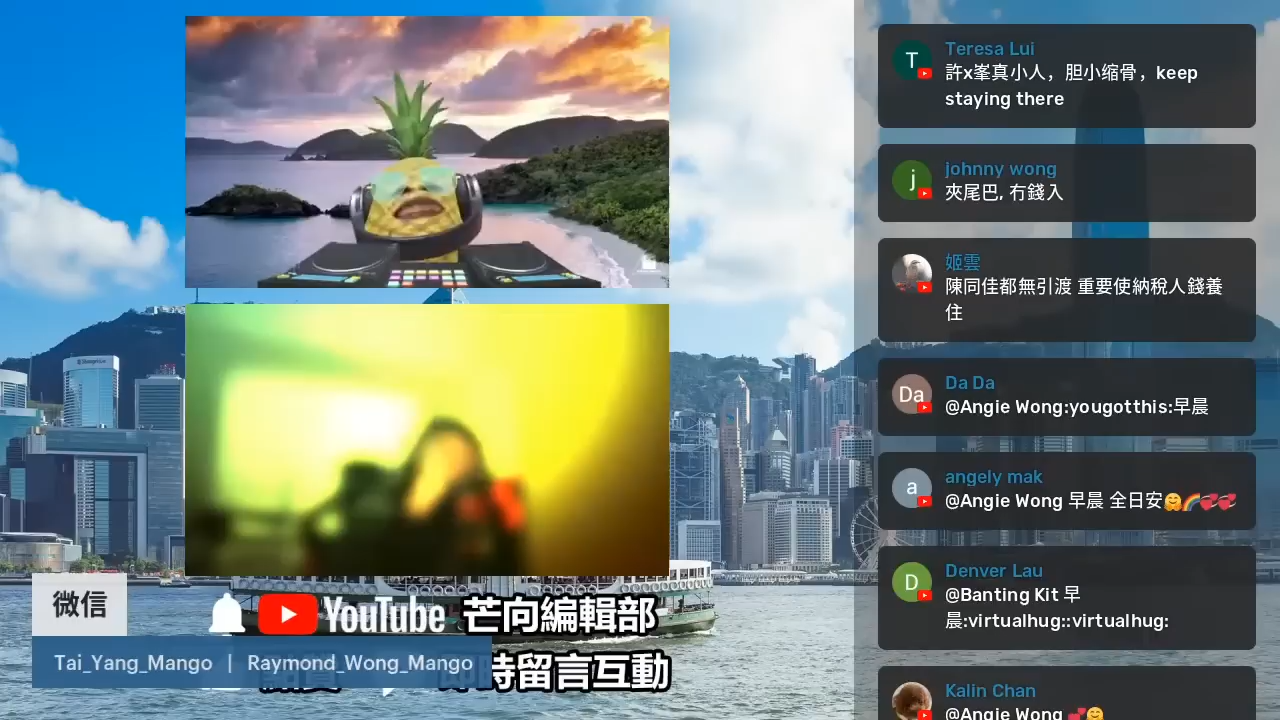 Teresa Lui
許x峯真小人，胆小缩骨，keep
staying there
johnny wong
夾尾巴, 冇錢入
姬雲
陳同佳都無引渡 重要使納稅人錢養
住
Da Da
@Angie Wong:yougotthis:早晨
angely mak
@Angie Wong 早晨 全日安🤗🌈💞💞
Denver Lau
@Banting Kit 早
晨:virtualhug::virtualhug:
Kalin Chan
@Angie Wong 💕🤗
T
j
Da
a
D
微信
YouTube 芒向編輯部
Tai_Yang_Mango | Raymond_Wong_Mango
時留言互動